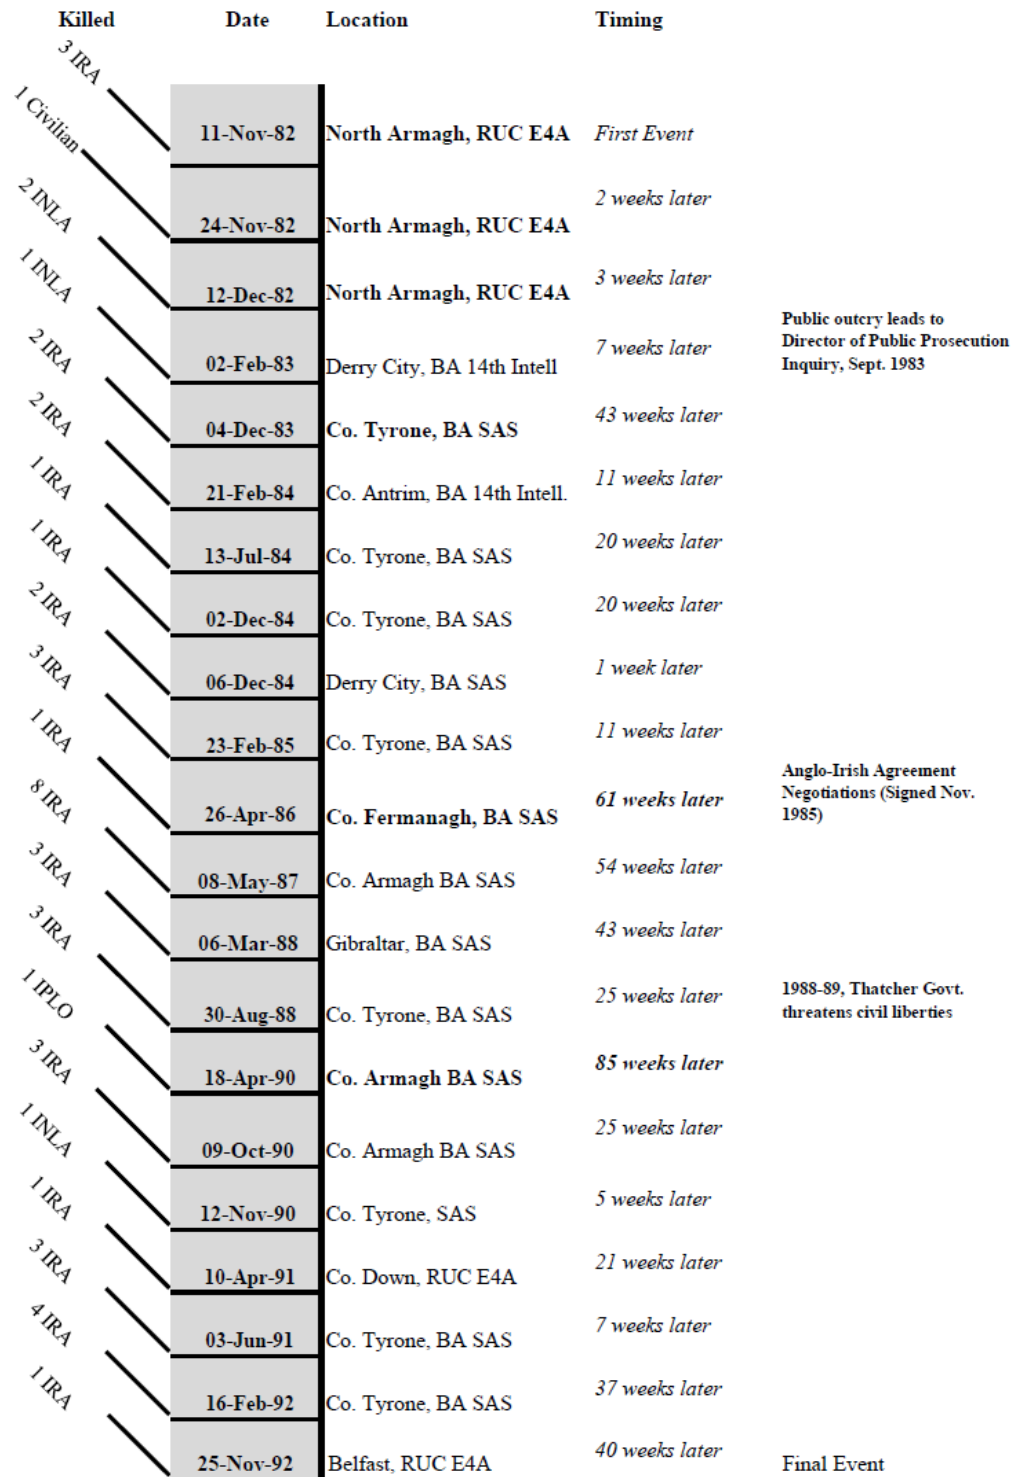 Killed Date Location Timing
3 IRA
11-Nov-82 North Armagh, RUC E4A First Event
1 Civilian
2 weeks later
24-Nov-82 North Armagh, RUC E4A
2 INLA
3 weeks later
12-Dec-82 North Armagh, RUC E4A
1 INLA
Public outcry leads to
Director of Public Prosecution
Inquiry, Sept. 1983
7 weeks later
02-Feb-83 Derry City, BA 14th Intell
2 IRA
43 weeks later
04-Dec-83 Co. Tyrone, BA SAS
2 IRA
11 weeks later
21-Feb-84 Co. Antrim, BA 14th Intell.
1 IRA
20 weeks later
13-Jul-84 Co. Tyrone, BA SAS
1 IRA
20 weeks later
02-Dec-84 Co. Tyrone, BA SAS
2 IRA
1 week later
06-Dec-84 Derry City, BA SAS
3 IRA
11 weeks later
23-Feb-85 Co. Tyrone, BA SAS
1 IRA
Anglo-Irish Agreement
Negotiations (Signed Nov.
1985)
61 weeks later
26-Apr-86 Co. Fermanagh, BA SAS
8 IRA
54 weeks later
08-May-87 Co. Armagh BA SAS
3 IRA
43 weeks later
06-Mar-88 Gibraltar, BA SAS
3 IRA
25 weeks later
1988-89, Thatcher Govt.
threatens civil liberties
30-Aug-88 Co. Tyrone, BA SAS
1 IPLO
85 weeks later
18-Apr-90 Co. Armagh BA SAS
3 IRA
25 weeks later
09-Oct-90 Co. Armagh BA SAS
1 INLA
5 weeks later
12-Nov-90 Co. Tyrone, SAS
1 IRA
21 weeks later
10-Apr-91 Co. Down, RUC E4A
3 IRA
7 weeks later
03-Jun-91 Co. Tyrone, BA SAS
4 IRA
37 weeks later
16-Feb-92 Co. Tyrone, BA SAS
1 IRA
40 weeks later
25-Nov-92 Belfast, RUC E4A Final Event